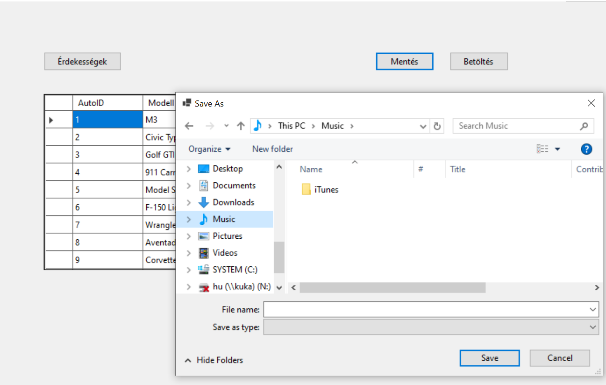 Érdekességek
Mentés
Betöltés
AutoID Modell
1 M3
2 Civic Typ
3 Golf GTI
4 911 Carr
5 Model S
6 F-150 Li
7 Wrangle
8 Aventad
9 Corvette
Save As
This PC > Music >
Search Music
Organize New folder
Name # Title Contrib
Desktop
Documents
Downloads
Music
Pictures
Videos
SYSTEM (C:)
hu (\\kuka) (N:)
iTunes
File name:
Save as type:
Hide Folders
Save
Cancel